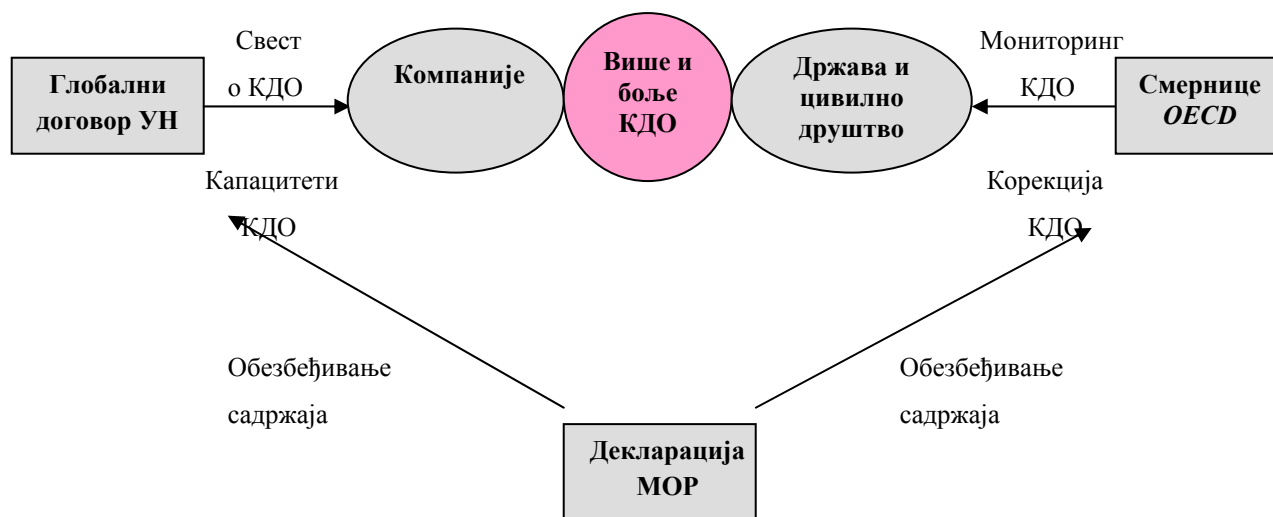 Глобални
договор УН
Свест
о КДО
Капацитети
КДО
Компаније
Више и
боље
КДО
Држава и
цивилно
друштво
Мониторинг
КДО
Корекција
КДО
Смернице
OECD
Обезбеђивање
садржаја
Обезбеђивање
садржаја
Декларација
МОР